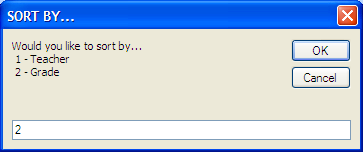 SORT BY...
Would you like to sort by...
1 - Teacher
2 - Grade
OK
Cancel
2